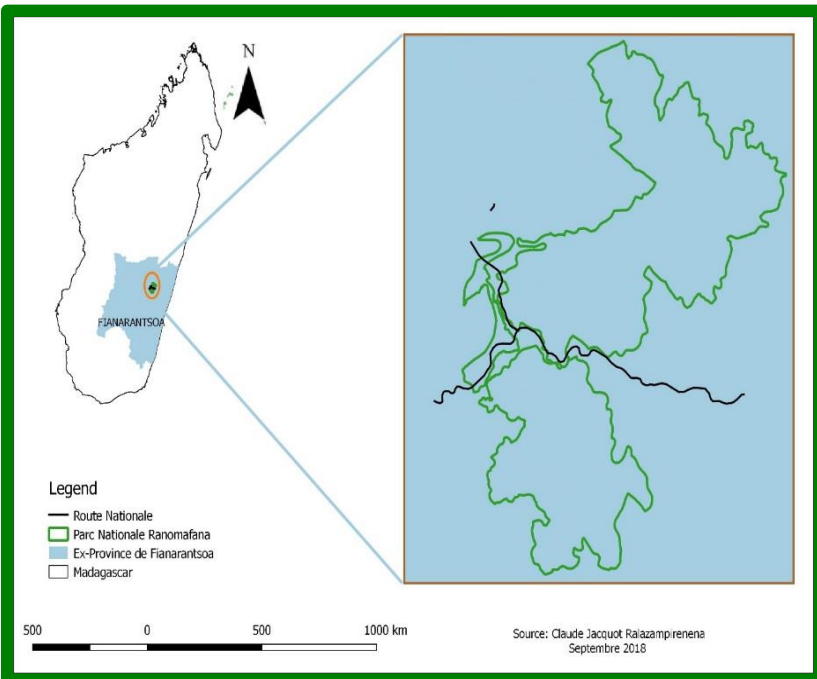 N
FIANARANTSOA
Legend
Route Nationale
Parc Nationale Ranomafana
Ex-Province de Fianarantsoa
Madagascar
500 0 500 1000 km
Source: Claude Jacquot Ralazampirenena
Septembre 2018